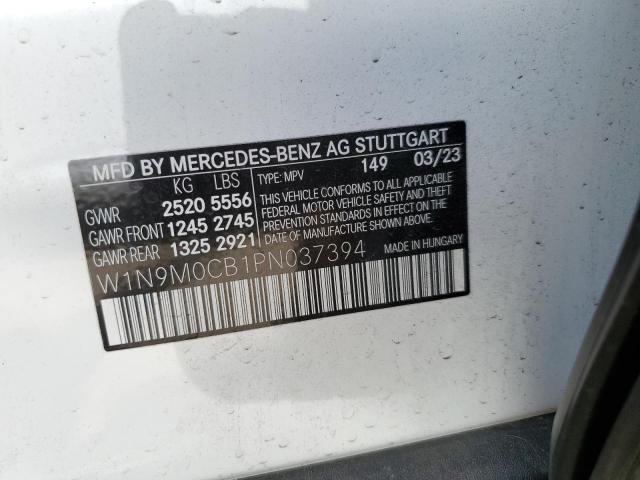 MFD BY MERCEDES-BENZ AG STUTTGART
KG LBS TYPE: MPV 149 03/23
GVWR 2520 5556
GAWR FRONT 1245 2745
GAWR REAR 1325 2921
THIS VEHICLE CONFORMS TO ALL APPLICABLE
FEDERAL MOTOR VEHICLE SAFETY AND THEFT
PREVENTION STANDARDS IN EFFECT ON THE
DATE OF MANUFACTURE SHOWN ABOVE.
MADE IN HUNGARY
W1N9M0CB1PN037394